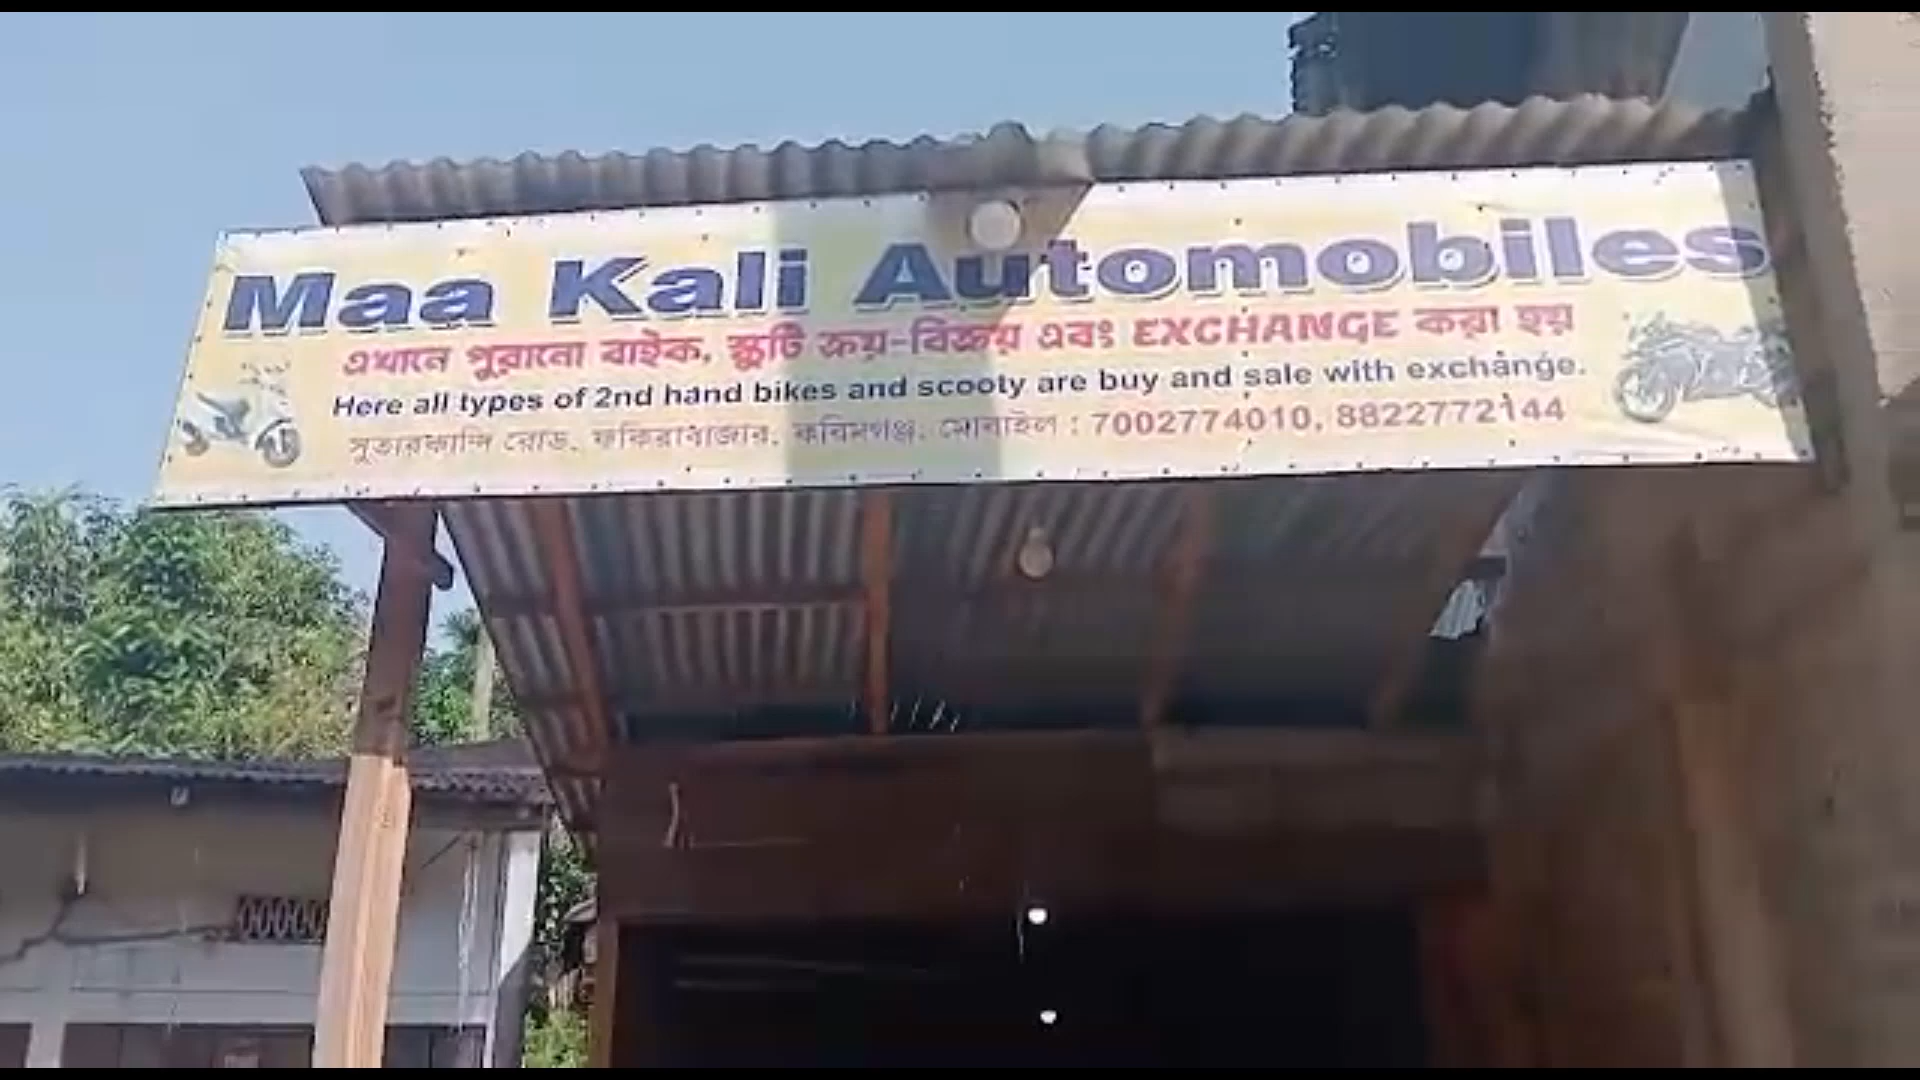 Maa Kali Automobiles
এখানে পুরানো বাইক, স্কুটি ক্রয়-বিক্রয় এবং EXCHANGE করা হয়
Here all types of 2nd hand bikes and scooty are buy and sale with exchange.
সুতারকান্দি রোড, ফকিরাবাজার, করিমগঞ্জ, মোবাইল : 7002774010, 8822772144